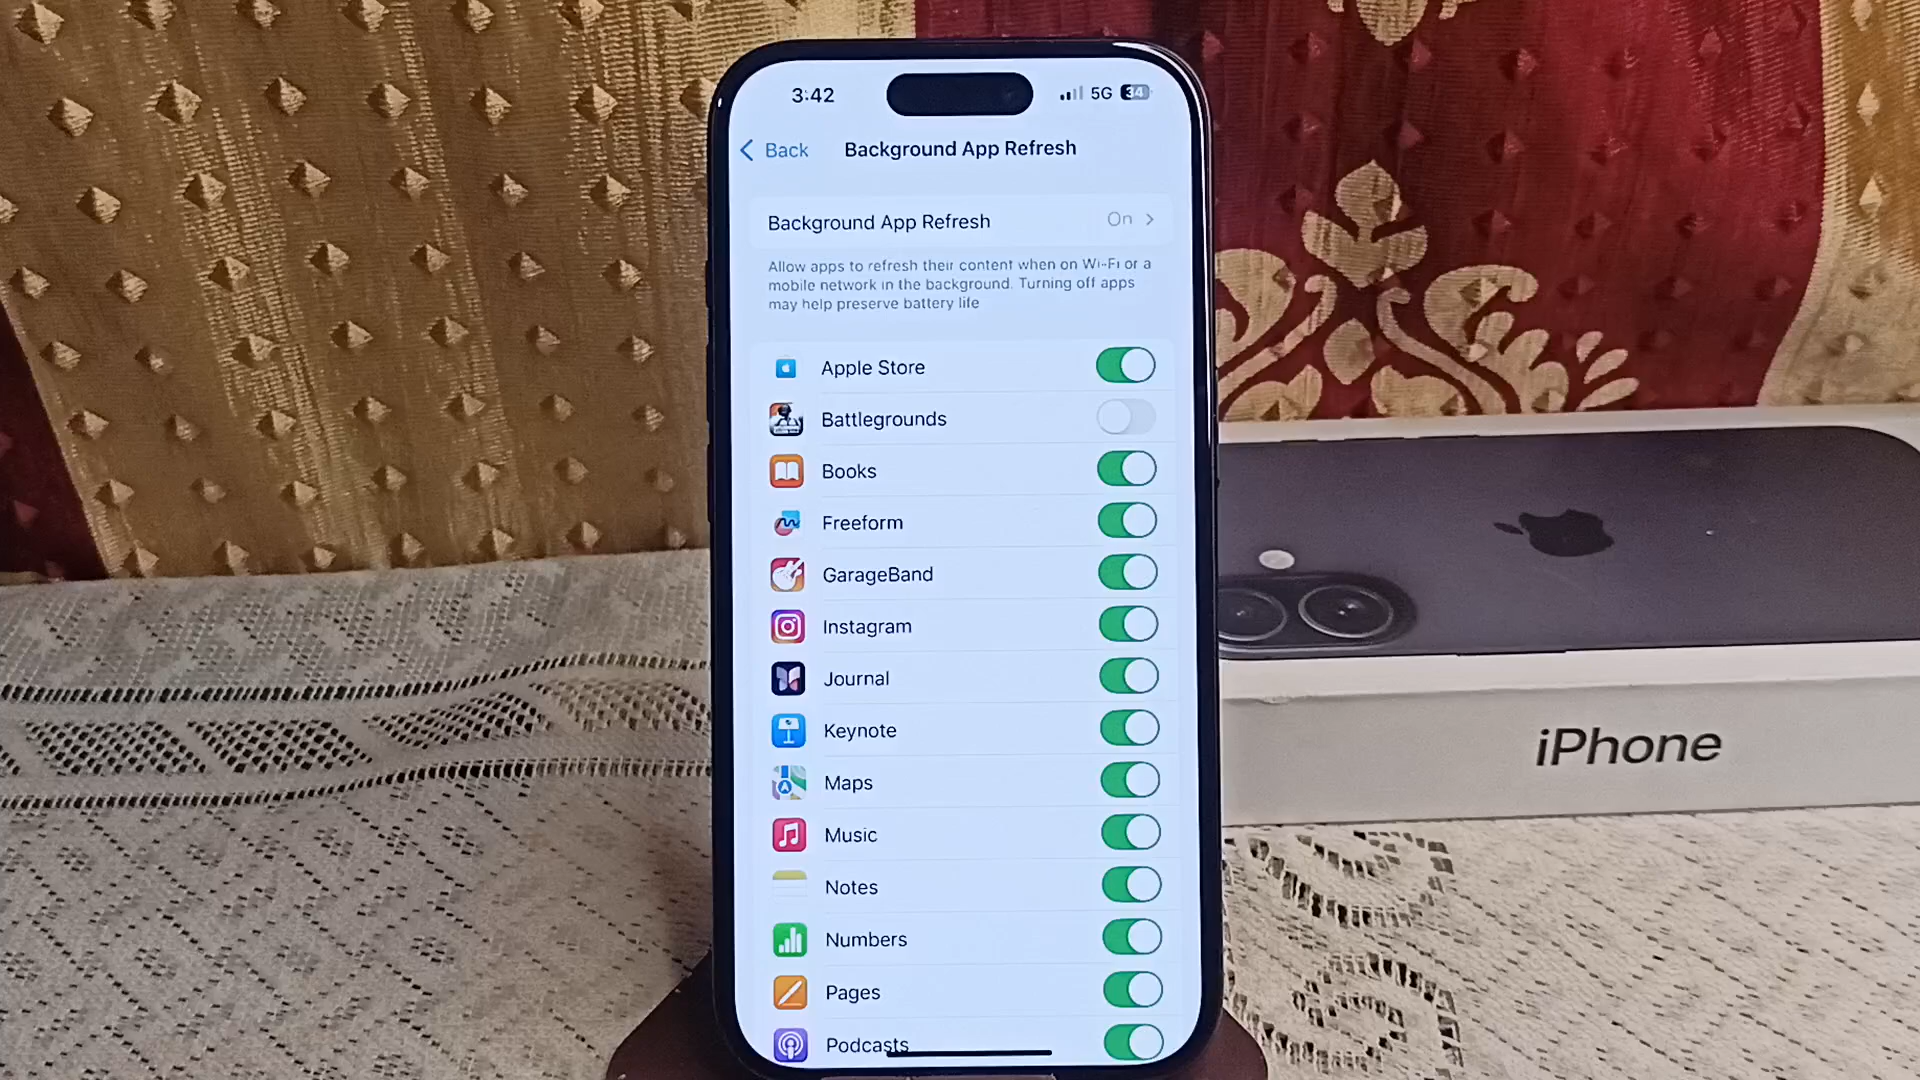 3:42
5G 34
Back
Background App Refresh
Background App Refresh On
Allow apps to refresh their content when on Wi-Fi or a
mobile network in the background. Turning off apps
may help preserve battery life
Apple Store
Battlegrounds
Books
Freeform
GarageBand
Instagram
Journal
Keynote
Maps
Music
Notes
Numbers
Pages
Podcasts
iPhone